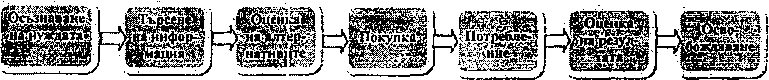 Осъзнаване
на нуждата
Търсене
на инфор-
мация
Оценка
на алтер-
нативите
Покупка
Потребле-
ние
Оценка
на резул-
тата
Осво-
бождаване